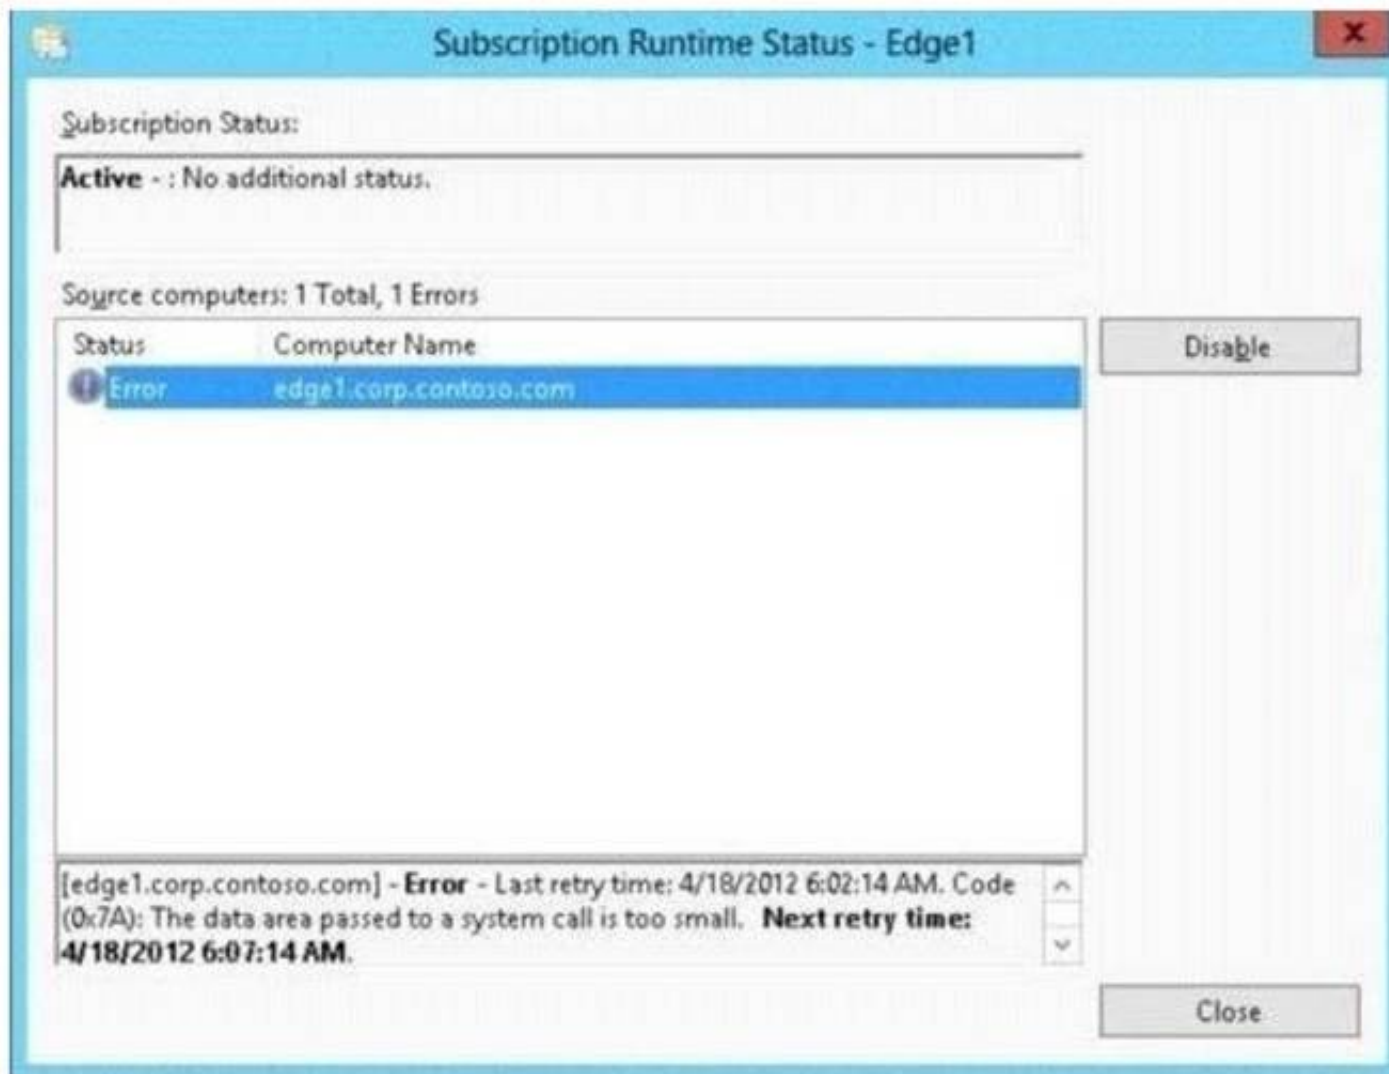 Subscription Runtime Status - Edge1
x
Subscription Status:
Active - : No additional status.
Source computers: 1 Total, 1 Errors
Status Computer Name
Disable
Error edge1.corp.contoso.com
[edge1.corp.contoso.com] - Error - Last retry time: 4/18/2012 6:02:14 AM. Code
(0x7A): The data area passed to a system call is too small. Next retry time:
4/18/2012 6:07:14 AM.
Close